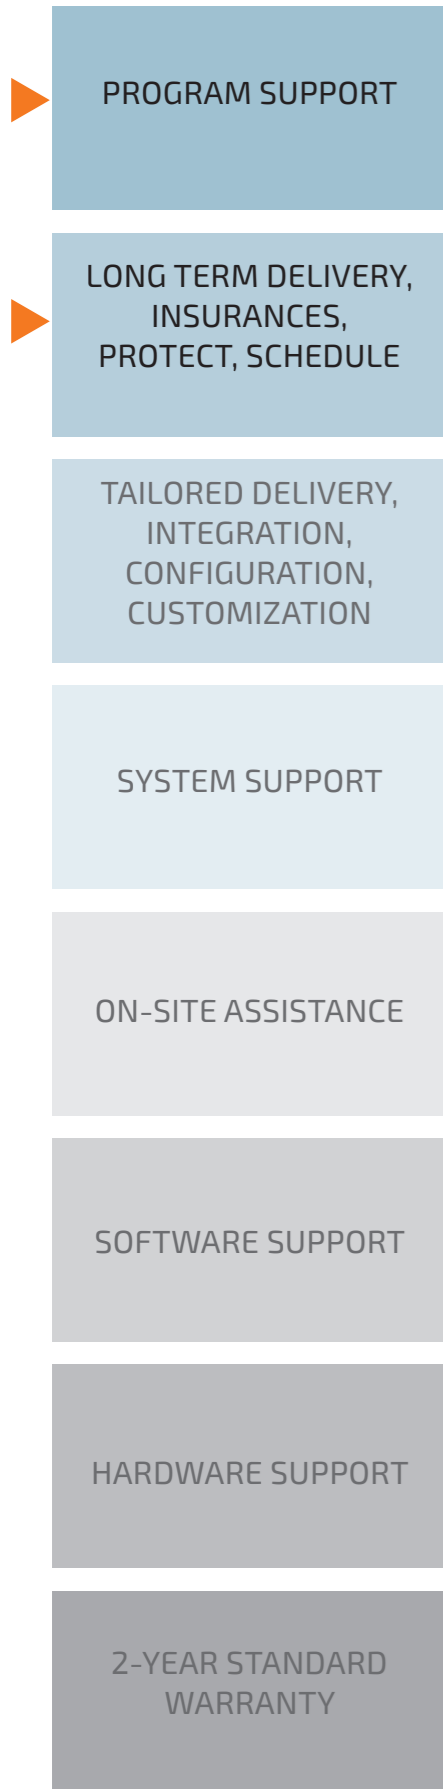 PROGRAM SUPPORT
LONG TERM DELIVERY,
INSURANCES,
PROTECT, SCHEDULE
TAILORED DELIVERY,
INTEGRATION,
CONFIGURATION,
CUSTOMIZATION
SYSTEM SUPPORT
ON-SITE ASSISTANCE
SOFTWARE SUPPORT
HARDWARE SUPPORT
2-YEAR STANDARD
WARRANTY